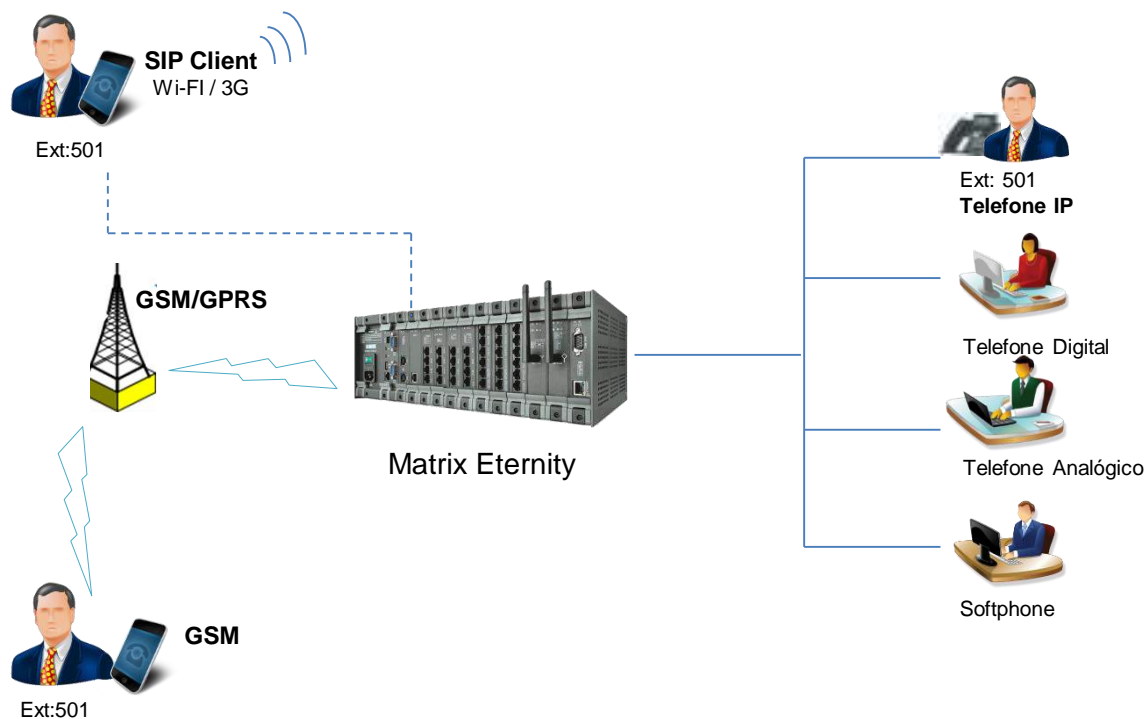 SIP Client
Wi-FI / 3G
Ext:501
GSM/GPRS
Matrix Eternity
GSM
Ext:501
Ext: 501
Telefone IP
Telefone Digital
Telefone Analógico
Softphone